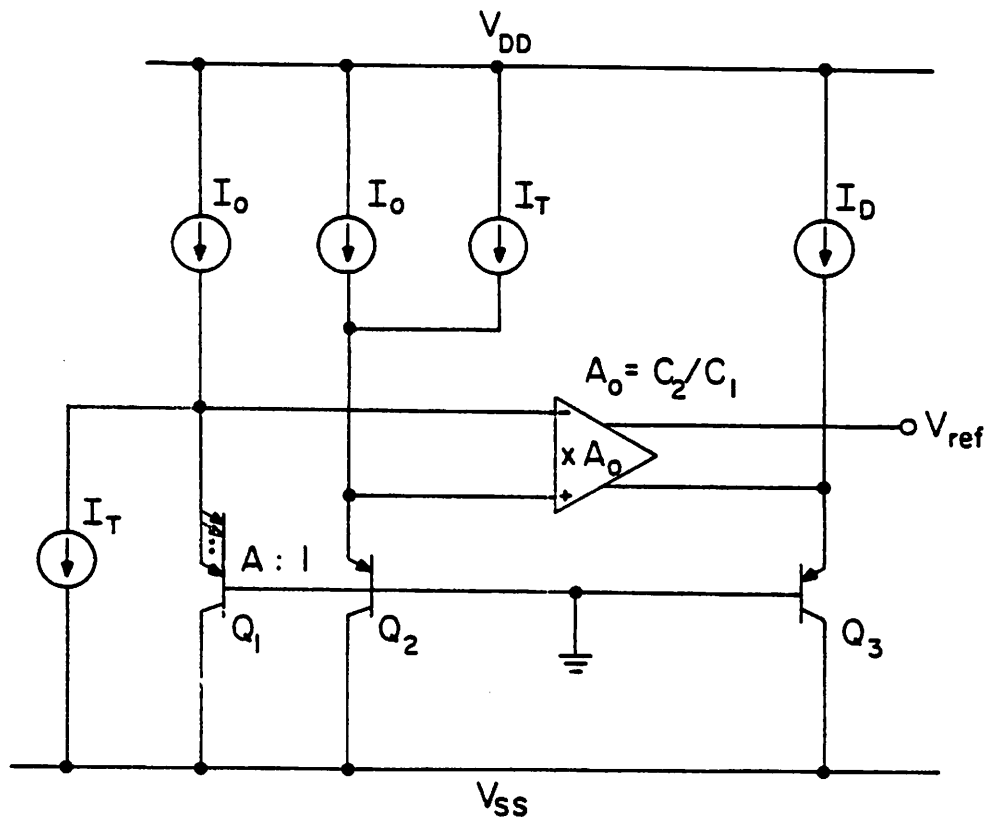 V_DD
I_0 I_0 I_T I_D
A_0 = C_2/C_1
- V_ref
x A_0
+
I_T
A : 1
Q_1 Q_2 Q_3
V_SS